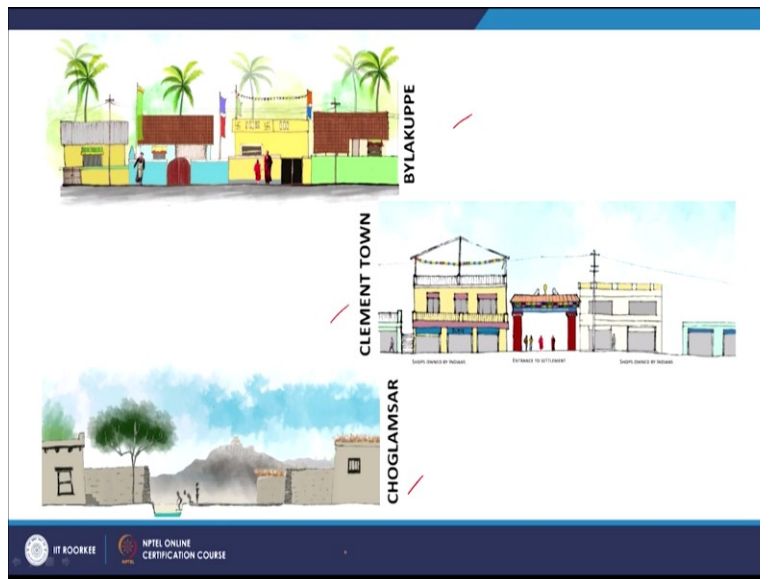 BYLAKUPPE
CLEMENT TOWN
SHOPS OWNED BY INDIANS
ENTRANCE TO SETTLEMENT
SHOPS OWNED BY INDIANS
CHOGLAMSAR
IIT ROORKEE
NPTEL ONLINE
CERTIFICATION COURSE
NPTEL